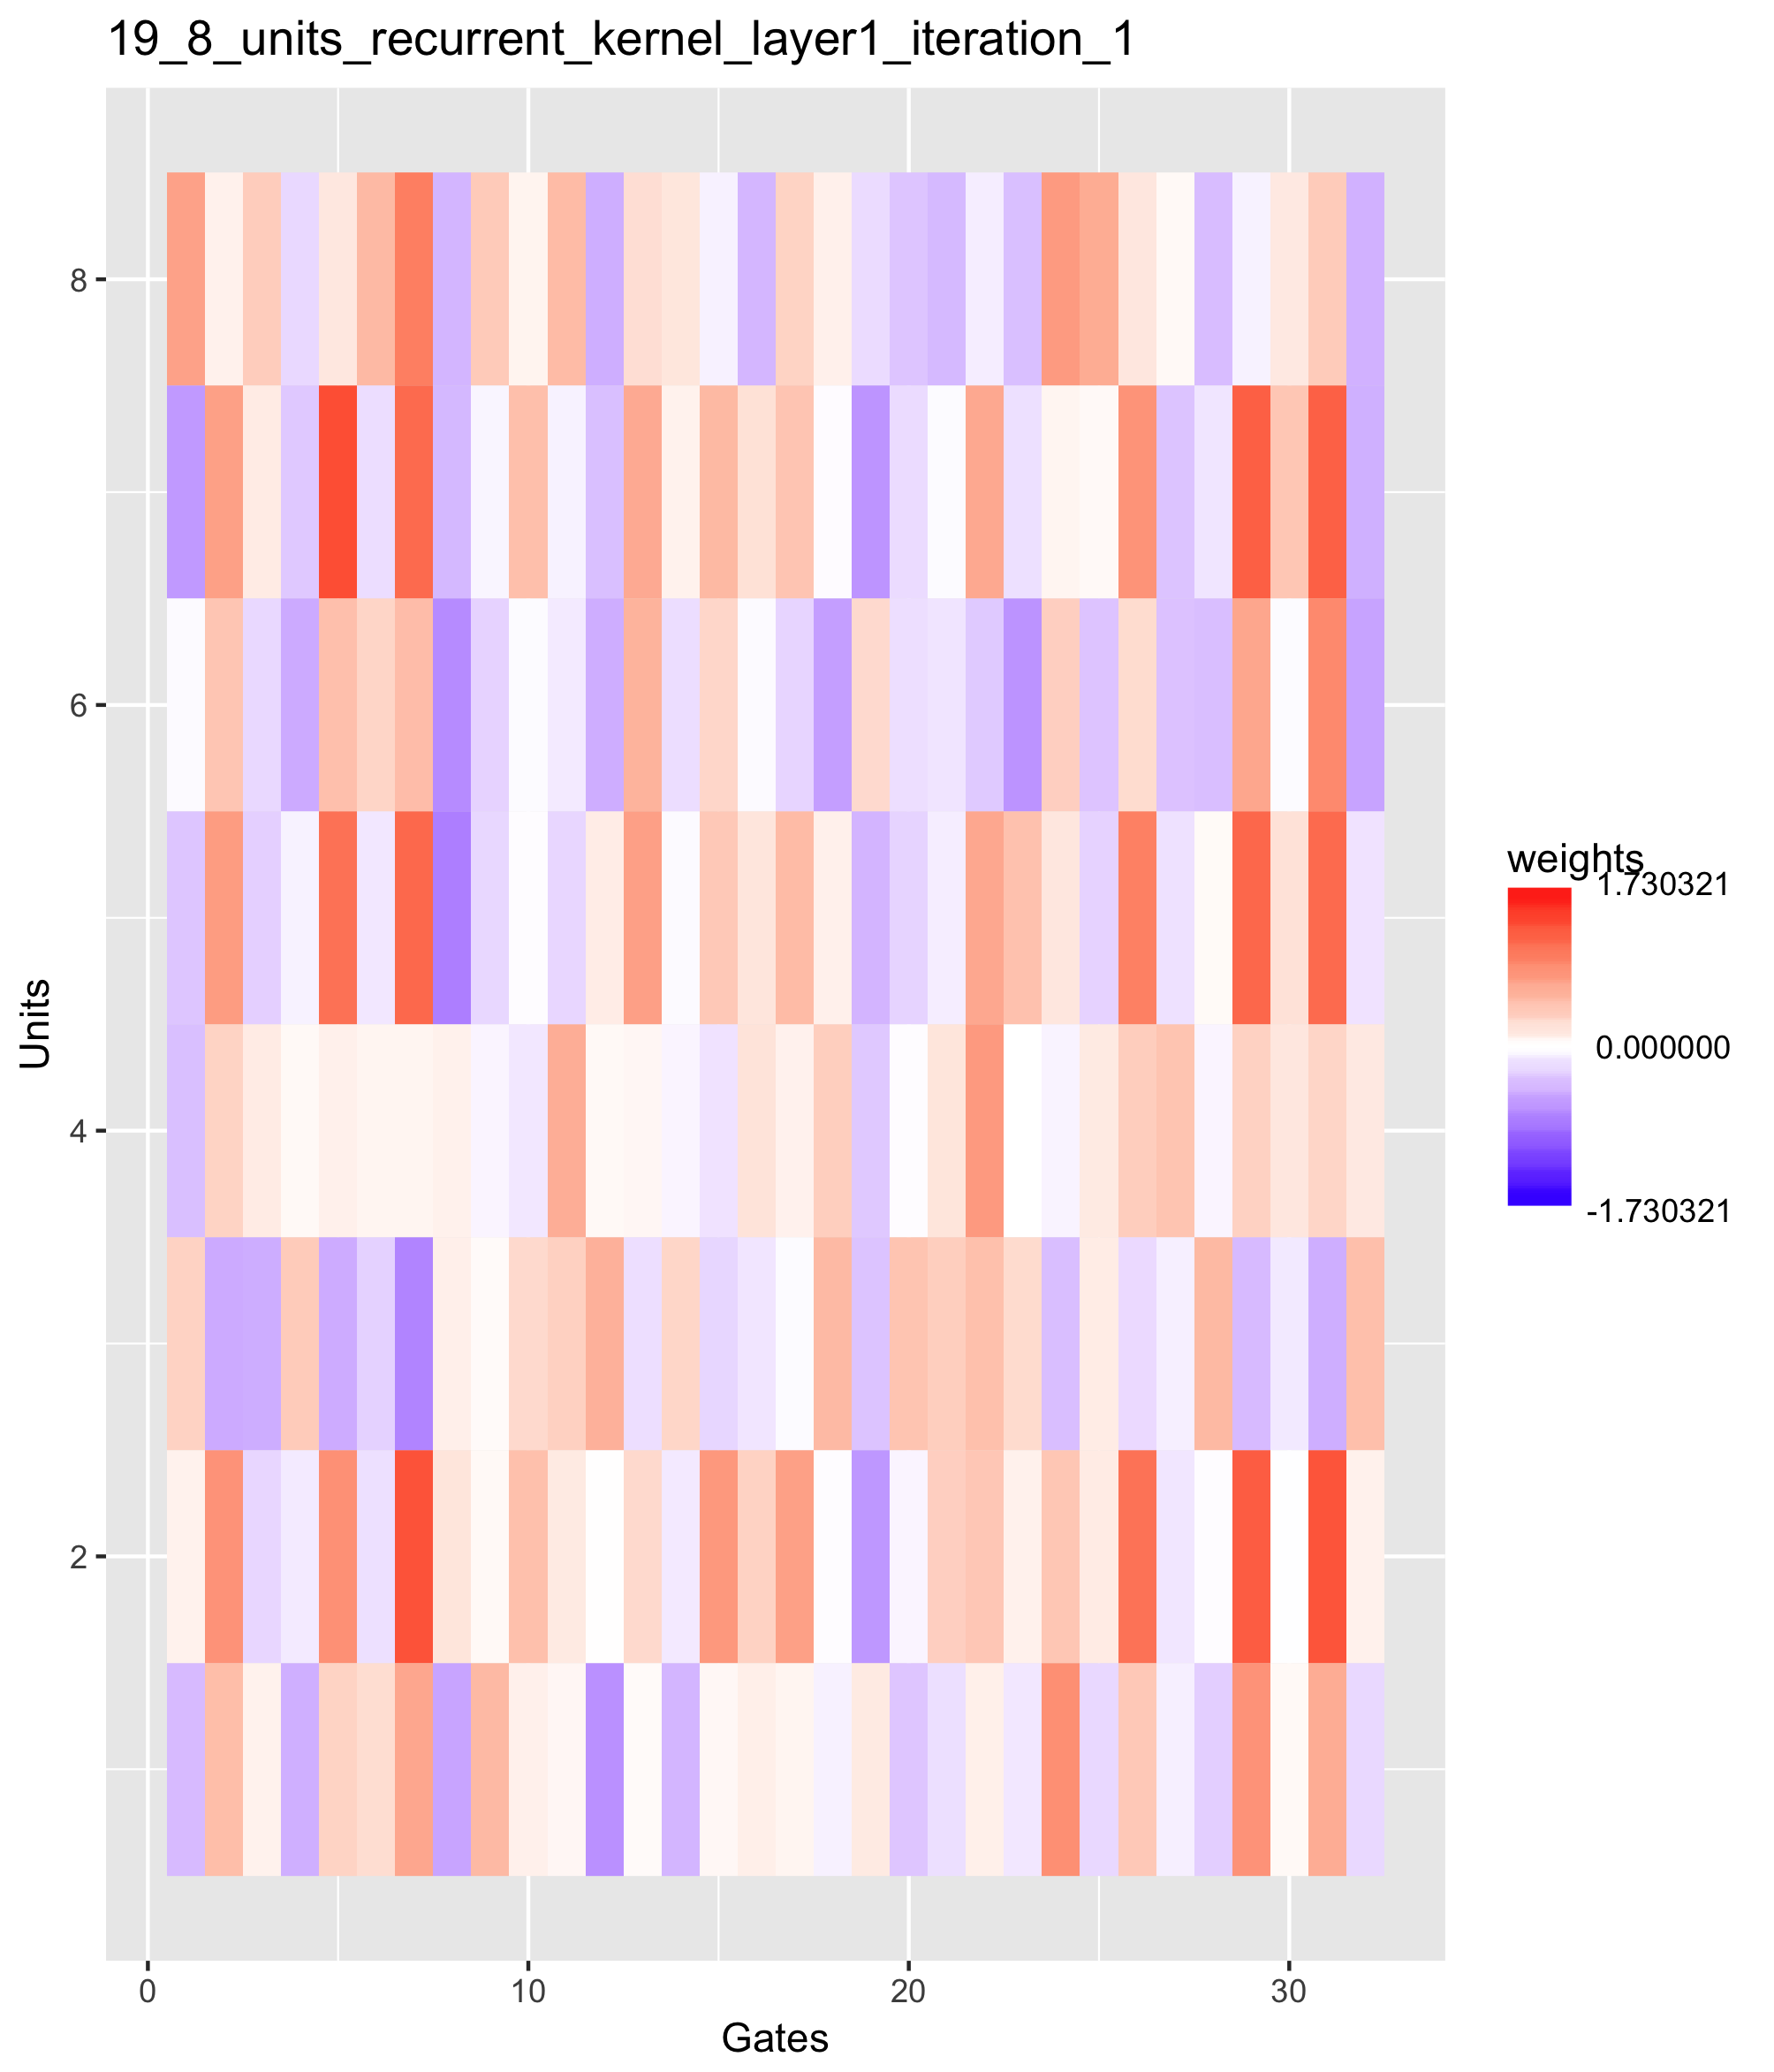 19_8_units_recurrent_kernel_layer1_iteration_1
8
6
4
2
Units
0
10
20
30
Gates
weights
1.730321
0.000000
-1.730321